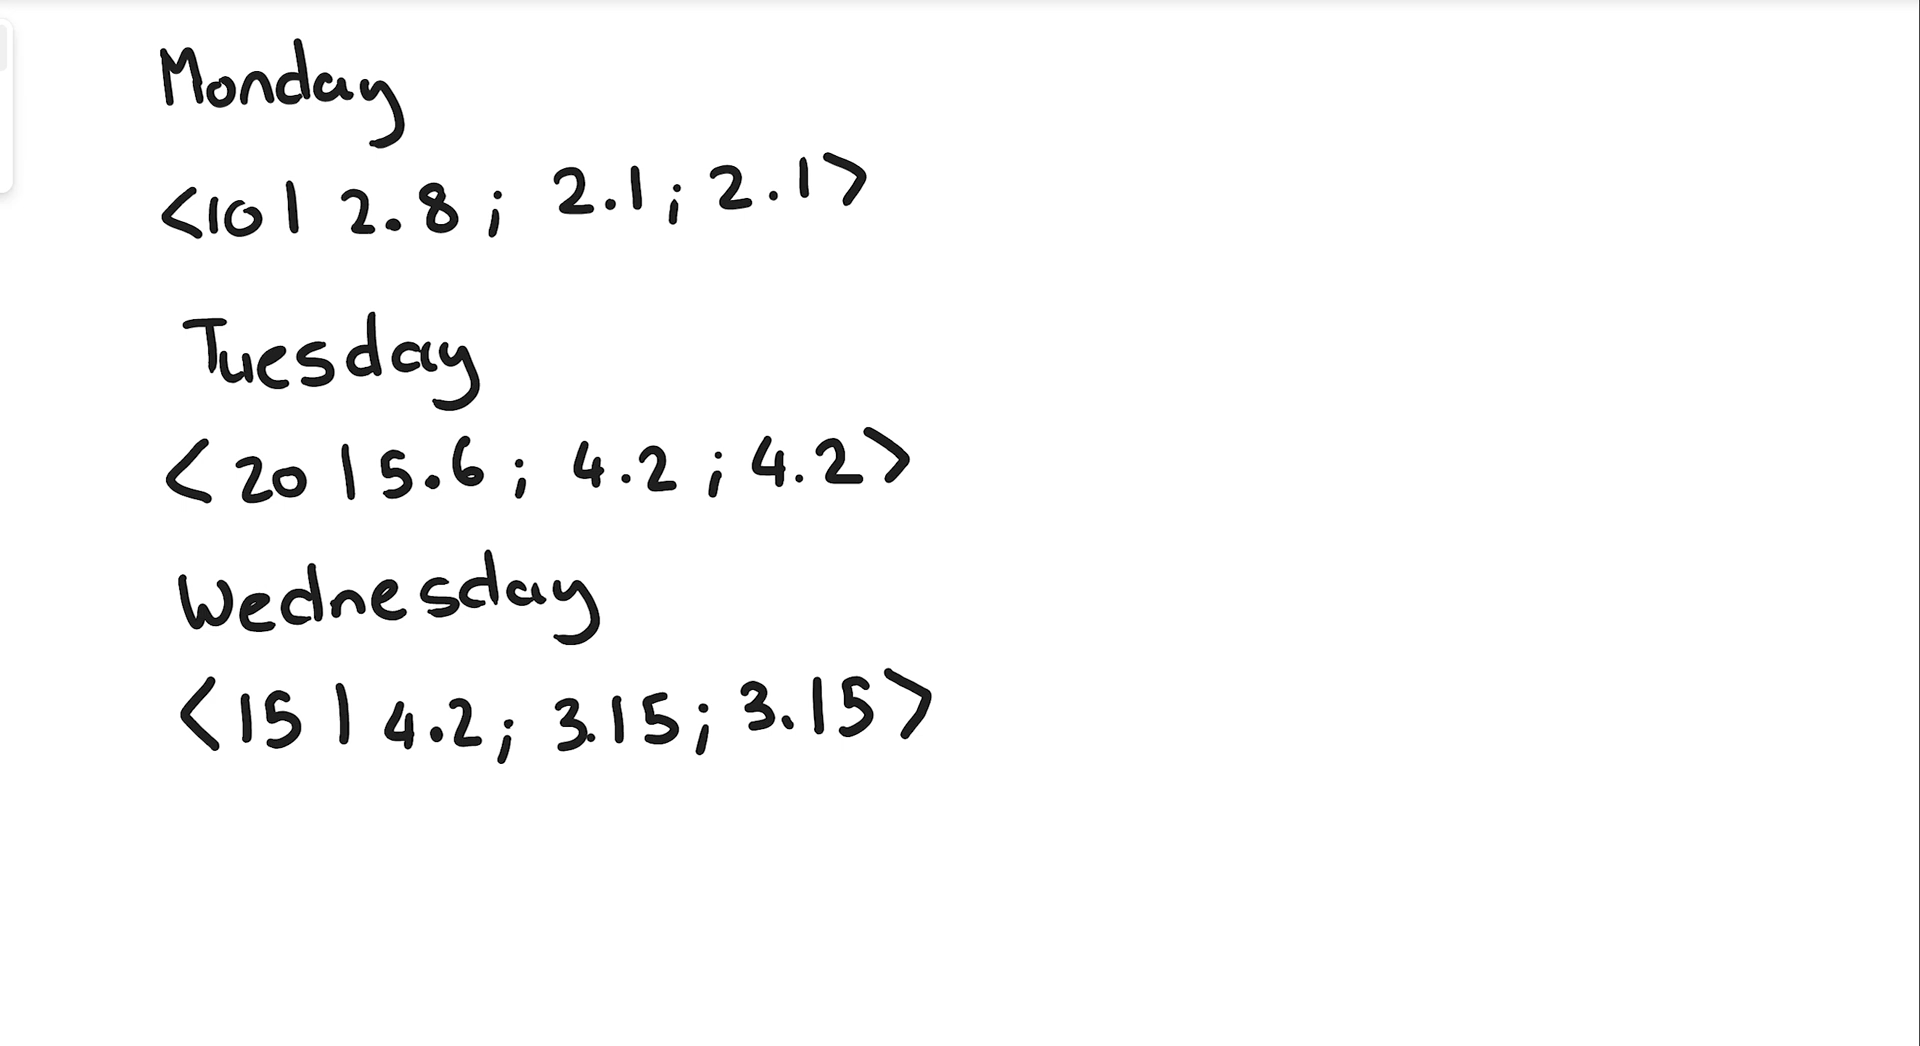 Monday
<10 | 2.8 ; 2.1 ; 2.1>
Tuesday
<20 | 5.6 ; 4.2 ; 4.2>
Wednesday
<15 | 4.2 ; 3.15 ; 3.15>